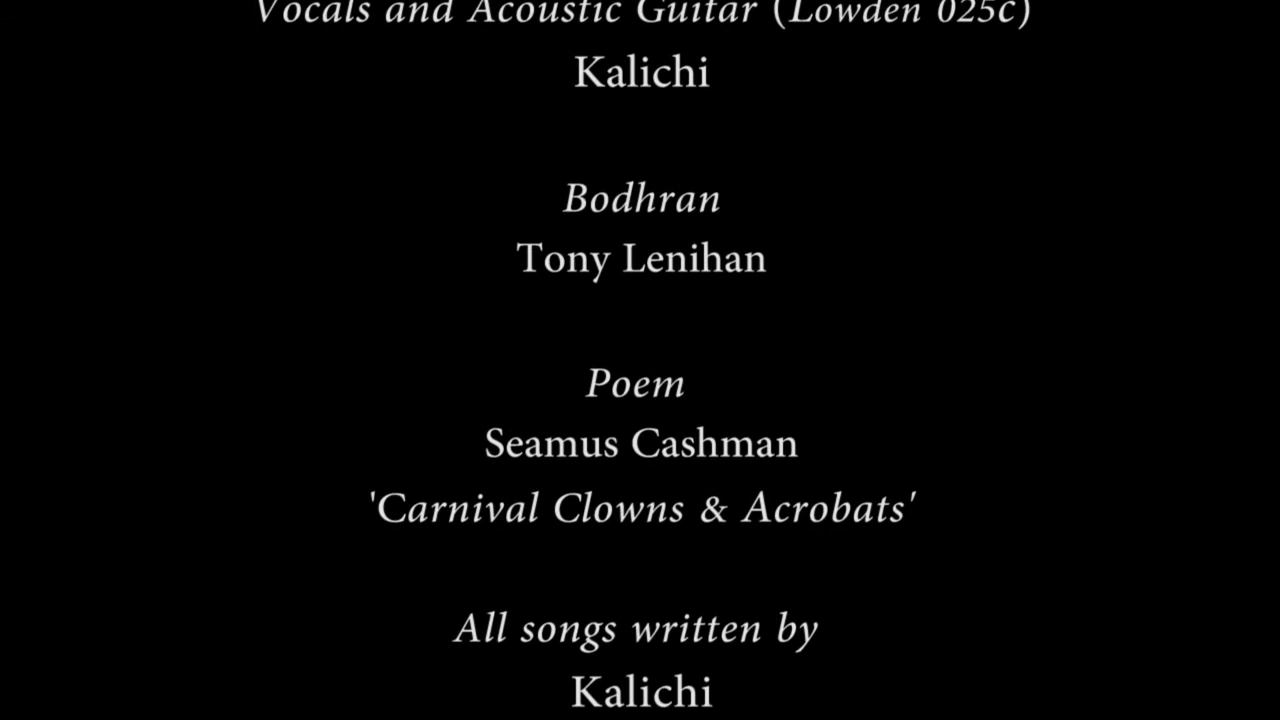 Vocals and Acoustic Guitar (Lowden 025c)
Kalichi
Bodhran
Tony Lenihan
Poem
Seamus Cashman
'Carnival Clowns & Acrobats'
All songs written by
Kalichi